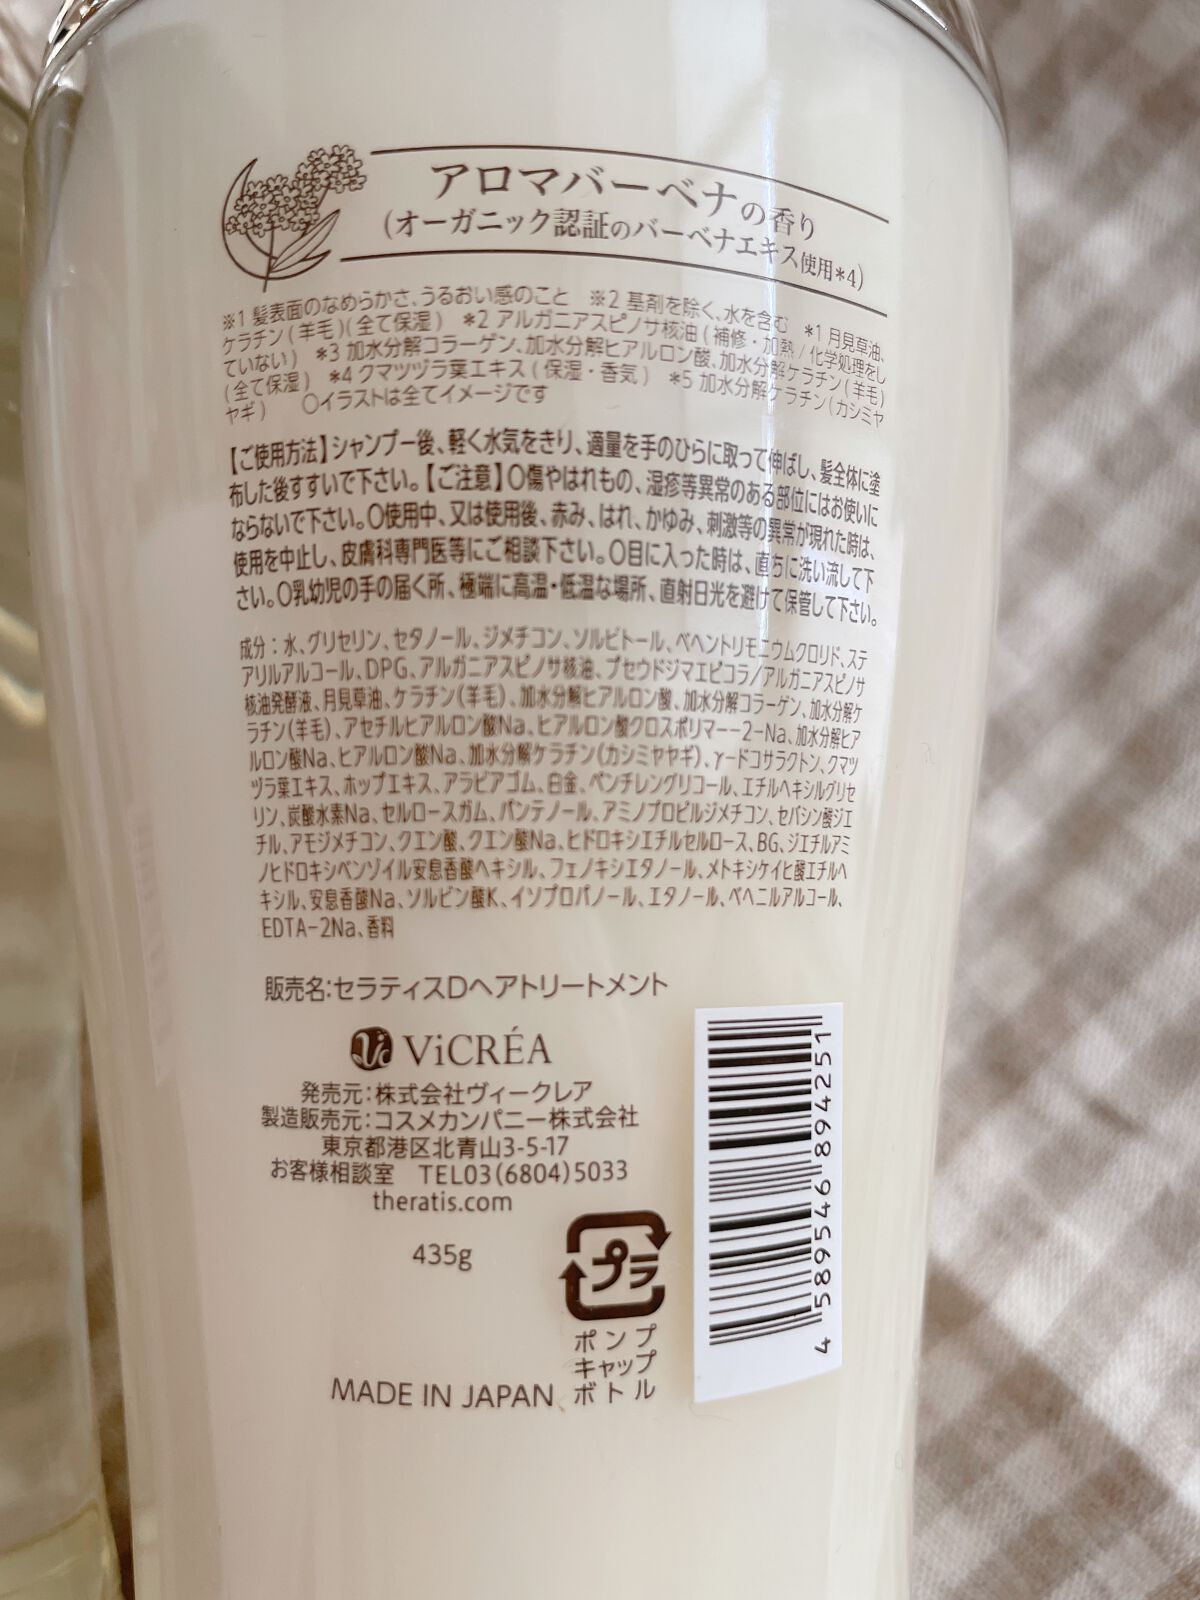 アロマバーベナの香り
(オーガニック認証のバーベナエキス使用*4)
※1 髪表面のなめらかさ、うるおい感のこと ※2 基剤を除く、水を含む *1 月見草油、
ケラチン(羊毛)(全て保湿) *2 アルガニアスピノサ核油(補修・加熱/化学処理をし
ていない) *3 加水分解コラーゲン、加水分解ヒアルロン酸、加水分解ケラチン(羊毛)
(全て保湿) *4 クマツヅラ葉エキス(保湿・香気) *5 加水分解ケラチン(カシミヤ
ヤギ) ○イラストは全てイメージです
【ご使用方法】シャンプー後、軽く水気をきり、適量を手のひらに取って伸ばし、髪全体に塗
布した後すすいで下さい。【ご注意】○傷やはれもの、湿疹等異常のある部位にはお使いに
ならないで下さい。○使用中、又は使用後、赤み、はれ、かゆみ、刺激等の異常が現れた時は、
使用を中止し、皮膚科専門医等にご相談下さい。○目に入った時は、直ちに洗い流して下
さい。○乳幼児の手の届く所、極端に高温・低温な場所、直射日光を避けて保管して下さい。
成分:水、グリセリン、セタノール、ジメチコン、ソルビトール、ベヘントリモニウムクロリド、ステ
アリルアルコール、DPG、アルガニアスピノサ核油、プセウドジマエピコラ/アルガニアスピノサ
核油発酵液、月見草油、ケラチン(羊毛)、加水分解ヒアルロン酸、加水分解コラーゲン、加水分解ケ
ラチン(羊毛)、アセチルヒアルロン酸Na、ヒアルロン酸クロスポリマー-2-Na、加水分解ヒア
ルロン酸Na、ヒアルロン酸Na、加水分解ケラチン(カシミヤヤギ)、γ-ドコサラクトン、クマツ
ヅラ葉エキス、ホップエキス、アラビアゴム、白金、ペンチレングリコール、エチルヘキシルグリセ
リン、炭酸水素Na、セルロースガム、パンテノール、アミノプロピルジメチコン、セバシン酸ジエ
チル、アモジメチコン、クエン酸、クエン酸Na、ヒドロキシエチルセルロース、BG、ジエチルアミ
ノヒドロキシベンゾイル安息香酸ヘキシル、フェノキシエタノール、メトキシケイヒ酸エチルヘ
キシル、安息香酸Na、ソルビン酸K、イソプロパノール、エタノール、ベヘニルアルコール、
EDTA-2Na、香料
販売名:セラティスDヘアトリートメント
Vi ViCRÉA
発売元:株式会社ヴィークレア
製造販売元:コスメカンパニー株式会社
東京都港区北青山3-5-17
お客様相談室 TEL03(6804)5033
theratis.com
435g
プラ
ポンプ
キャップ
ボトル
MADE IN JAPAN
4 589546 894251